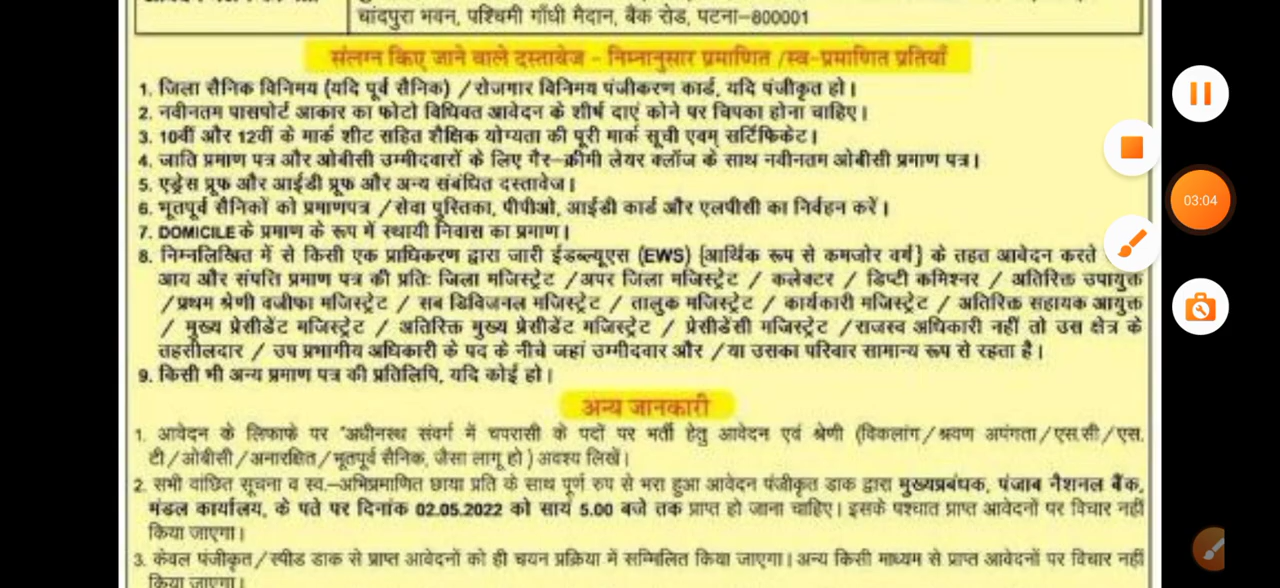 चांदपुरा भवन, पश्चिमी गाँधी मैदान, बैंक रोड, पटना–800001
संलग्न किए जाने वाले दस्तावेज – निम्नानुसार प्रमाणित /स्व-प्रमाणित प्रतियाँ
1. जिला सैनिक विनिमय (यदि पूर्व सैनिक) /रोजगार विनिमय पंजीकरण कार्ड, यदि पंजीकृत हो।
2. नवीनतम पासपोर्ट आकार का फोटो विधिवत आवेदन के शीर्ष दाएं कोने पर चिपका होना चाहिए।
3. 10वीं और 12वीं के मार्क शीट सहित शैक्षिक योग्यता की पूरी मार्क सूची एवम् सर्टिफिकेट।
4. जाति प्रमाण पत्र और ओबीसी उम्मीदवारों के लिए गैर–क्रीमी लेयर क्लॉज के साथ नवीनतम ओबीसी प्रमाण पत्र।
5. एड्रेस प्रूफ और आईडी प्रूफ और अन्य संबंधित दस्तावेज।
6. भूतपूर्व सैनिकों को प्रमाणपत्र /सेवा पुस्तिका, पीपीओ, आईडी कार्ड और एलपीसी का निर्वहन करें।
7. DOMICILE के प्रमाण के रूप में स्थायी निवास का प्रमाण।
8. निम्नलिखित में से किसी एक प्राधिकरण द्वारा जारी ईडब्ल्यूएस (EWS) {आर्थिक रूप से कमजोर वर्ग} के तहत आवेदन करते
आय और संपत्ति प्रमाण पत्र की प्रतिः जिला मजिस्ट्रेट /अपर जिला मजिस्ट्रेट / कलेक्टर / डिप्टी कमिश्नर / अतिरिक्त उपायुक्त
/प्रथम श्रेणी वजीफा मजिस्ट्रेट / सब डिविजनल मजिस्ट्रेट / तालुक मजिस्ट्रेट / कार्यकारी मजिस्ट्रेट / अतिरिक्त सहायक आयुक्त
/ मुख्य प्रेसीडेंट मजिस्ट्रेट / अतिरिक्त मुख्य प्रेसीडेंट मजिस्ट्रेट / प्रेसीडेंसी मजिस्ट्रेट /राजस्व अधिकारी नहीं तो उस क्षेत्र के
तहसीलदार / उप प्रभागीय अधिकारी के पद के नीचे जहां उम्मीदवार और /या उसका परिवार सामान्य रूप से रहता है।
9. किसी भी अन्य प्रमाण पत्र की प्रतिलिपि, यदि कोई हो।
अन्य जानकारी
1. आवेदन के लिफाफे पर "अधीनस्थ संवर्ग में चपरासी के पदों पर भर्ती हेतु आवेदन एवं श्रेणी (विकलांग/श्रवण अपंगता/एस.सी/एस.
टी/ओबीसी/अनारक्षित/भूतपूर्व सैनिक, जैसा लागू हो) अवश्य लिखें।
2. सभी वांछित सूचना व स्व.–अभिप्रमाणित छाया प्रति के साथ पूर्ण रुप से भरा हुआ आवेदन पंजीकृत डाक द्वारा मुख्यप्रबंधक, पंजाब नैशनल बैंक,
मंडल कार्यालय, के पते पर दिनांक 02.05.2022 को सायं 5.00 बजे तक प्राप्त हो जाना चाहिए। इसके पश्चात प्राप्त आवेदनों पर विचार नहीं
किया जाएगा।
3. केवल पंजीकृत/स्पीड डाक से प्राप्त आवेदनों को ही चयन प्रक्रिया में सम्मिलित किया जाएगा। अन्य किसी माध्यम से प्राप्त आवेदनों पर विचार नहीं
किया जाएगा।
03:04